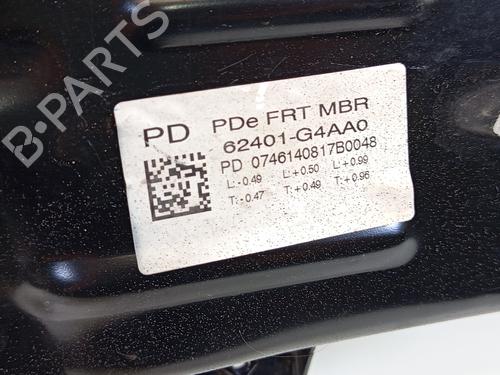 B-PARTS
PD
PDe FRT MBR
62401-G4AA0
PD 0746140817B0048
L:-0.49 L:+0.50 L:+0.99
T:-0.47 T:+0.49 T:+0.96